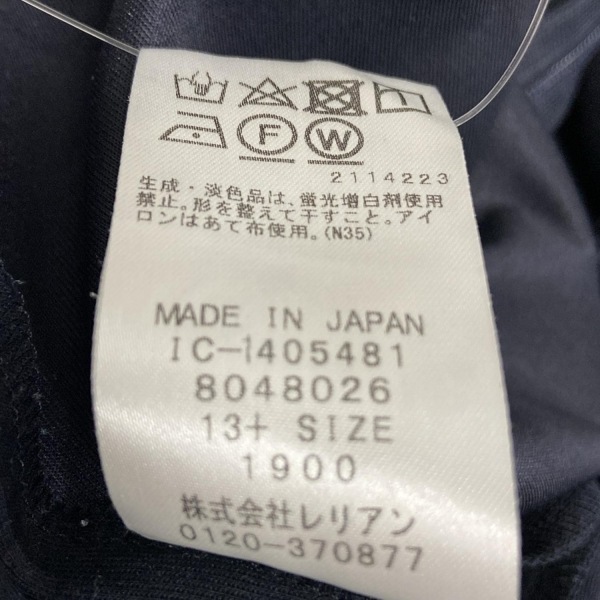 F W
2114223
生成・淡色品は、蛍光増白剤使用
禁止。形を整えて干すこと。アイ
ロンはあて布使用。(N35)
MADE IN JAPAN
IC-1405481
8048026
13+ SIZE
1900
株式会社レリアン
0120-370877